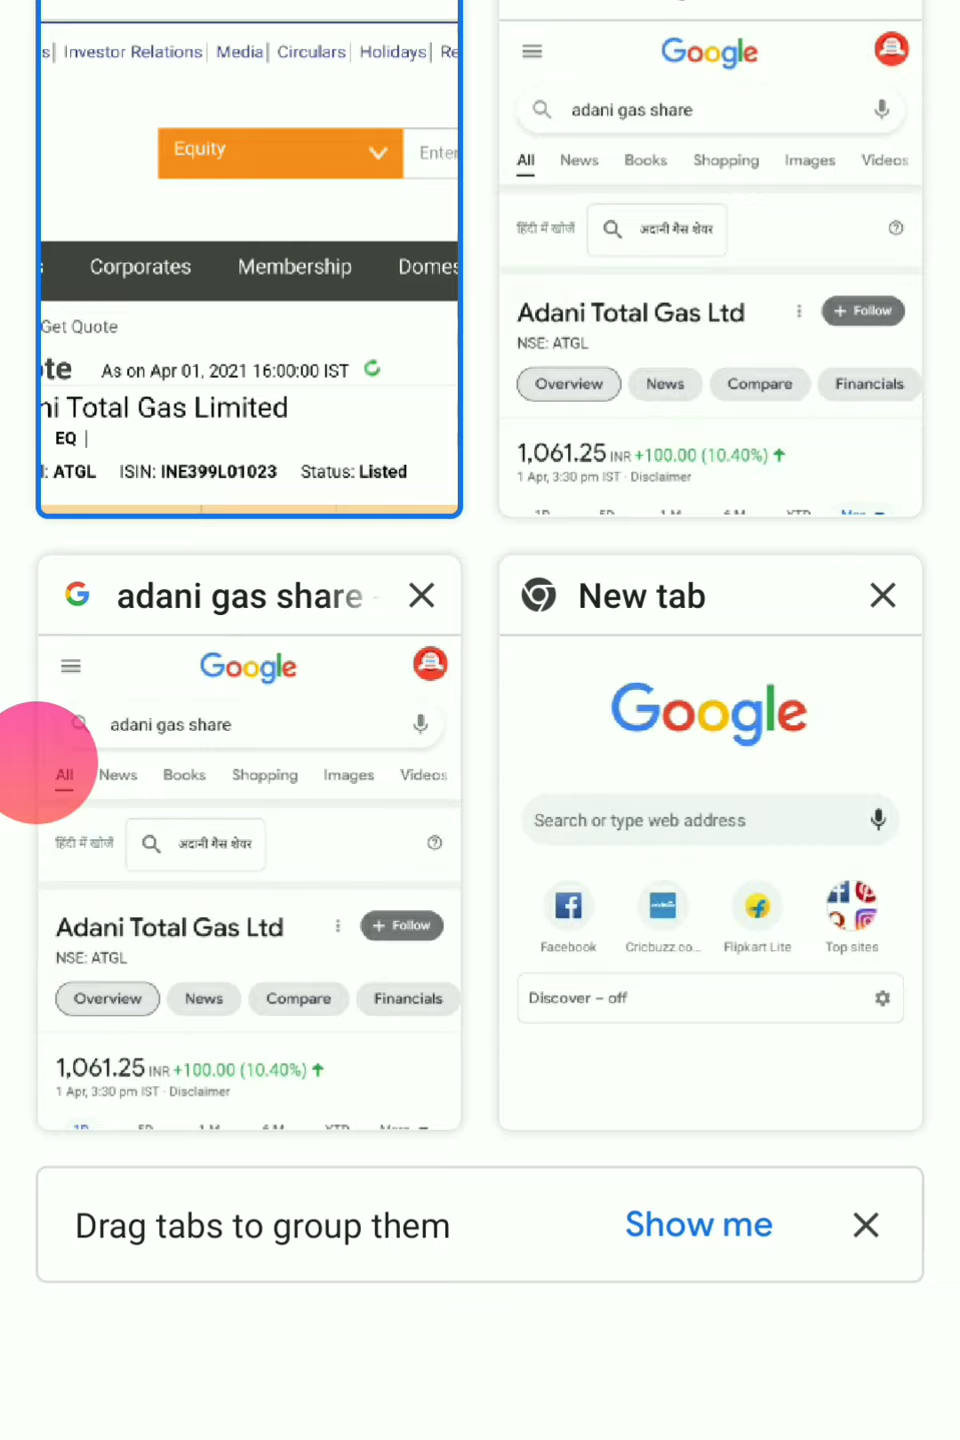 Investor Relations| Media| Circulars| Holidays|
Equity
Corporates Membership
Get Quote
As on Apr 01, 2021 16:00:00 IST
Total Gas Limited
EQ |
ATGL ISIN: INE399L01023 Status: Listed
Google
adani gas share
All News Books Shopping Images Videos
हिंदी में खोजें अदानी गैस शेयर
Adani Total Gas Ltd + Follow
NSE: ATGL
Overview News Compare Financials
1,061.25 INR +100.00 (10.40%) ↑
1 Apr, 3:30 pm IST · Disclaimer
adani gas share -
Google
adani gas share
All News Books Shopping Images Videos
हिंदी में खोजें अदानी गैस शेयर
Adani Total Gas Ltd + Follow
NSE: ATGL
Overview News Compare Financials
1,061.25 INR +100.00 (10.40%) ↑
1 Apr, 3:30 pm IST · Disclaimer
New tab
Google
Search or type web address
Facebook Cricbuzz.co... Flipkart Lite Top sites
Discover – off
Drag tabs to group them Show me